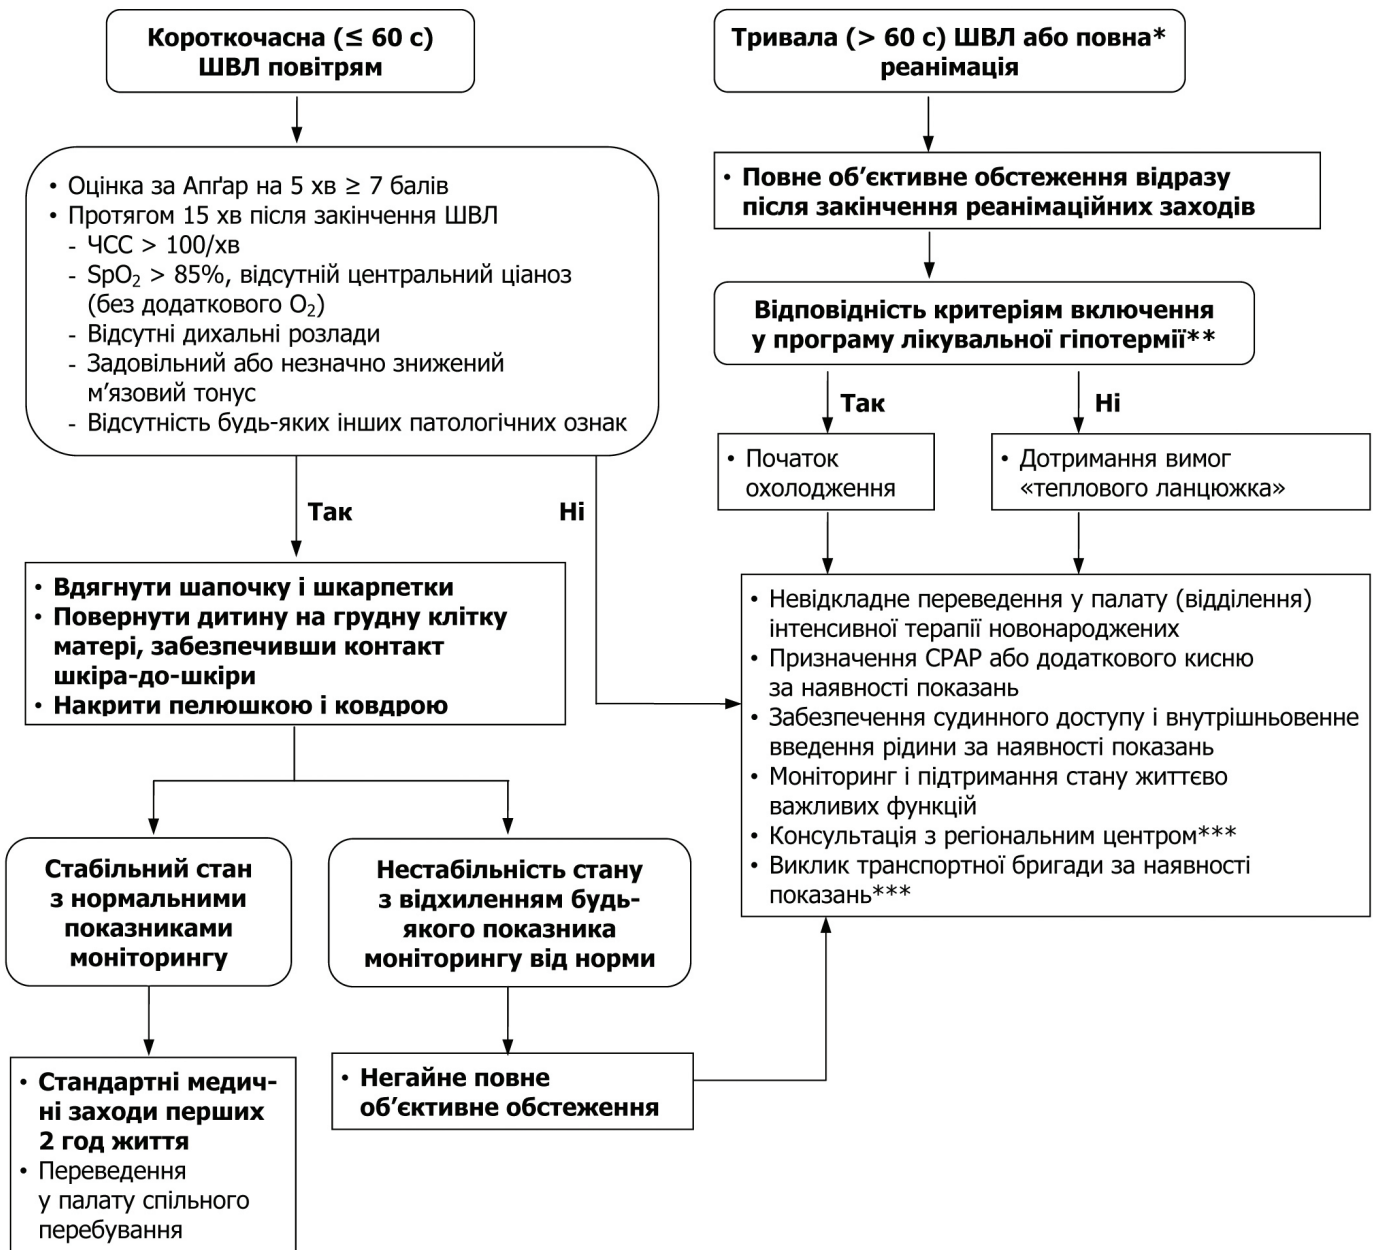 Короткочасна (≤ 60 с)
ШВЛ повітрям
• Оцінка за Апґар на 5 хв ≥ 7 балів
• Протягом 15 хв після закінчення ШВЛ
- ЧСС > 100/хв
- SpO₂ > 85%, відсутній центральний ціаноз
(без додаткового О₂)
- Відсутні дихальні розлади
- Задовільний або незначно знижений
м’язовий тонус
- Відсутність будь-яких інших патологічних ознак
Так
Ні
• Вдягнути шапочку і шкарпетки
• Повернути дитину на грудну клітку
матері, забезпечивши контакт
шкіра-до-шкіри
• Накрити пелюшкою і ковдрою
Стабільний стан
з нормальними
показниками
моніторингу
Нестабільність стану
з відхиленням будь-
якого показника
моніторингу від норми
• Стандартні медич-
ні заходи перших
2 год життя
• Переведення
у палату спільного
перебування
• Негайне повне
об’єктивне обстеження
Тривала (> 60 с) ШВЛ або повна*
реанімація
• Повне об’єктивне обстеження відразу
після закінчення реанімаційних заходів
Відповідність критеріям включення
у програму лікувальної гіпотермії**
Так
Ні
• Початок
охолодження
• Дотримання вимог
«теплового ланцюжка»
• Невідкладне переведення у палату (відділення)
інтенсивної терапії новонароджених
• Призначення СРАР або додаткового кисню
за наявності показань
• Забезпечення судинного доступу і внутрішньовенне
введення рідини за наявності показань
• Моніторинг і підтримання стану життєво
важливих функцій
• Консультація з регіональним центром***
• Виклик транспортної бригади за наявності
показань***